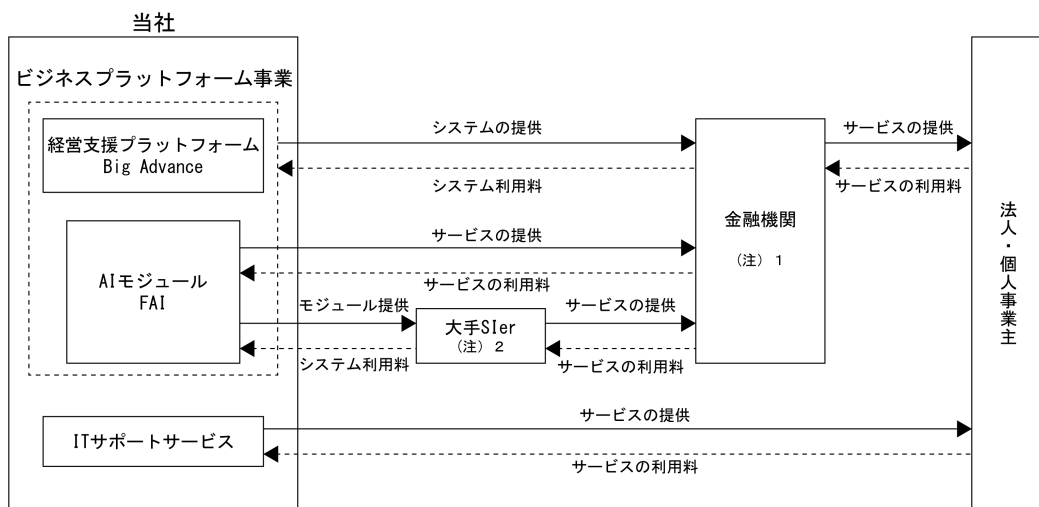 当社
ビジネスプラットフォーム事業
経営支援プラットフォーム
Big Advance
システムの提供
システム利用料
サービスの提供
サービスの利用料
AIモジュール
FAI
サービスの提供
サービスの利用料
金融機関
（注）１
モジュール提供
システム利用料
大手SIer
（注）２
サービスの提供
サービスの利用料
法人・個人事業主
ITサポートサービス
サービスの提供
サービスの利用料